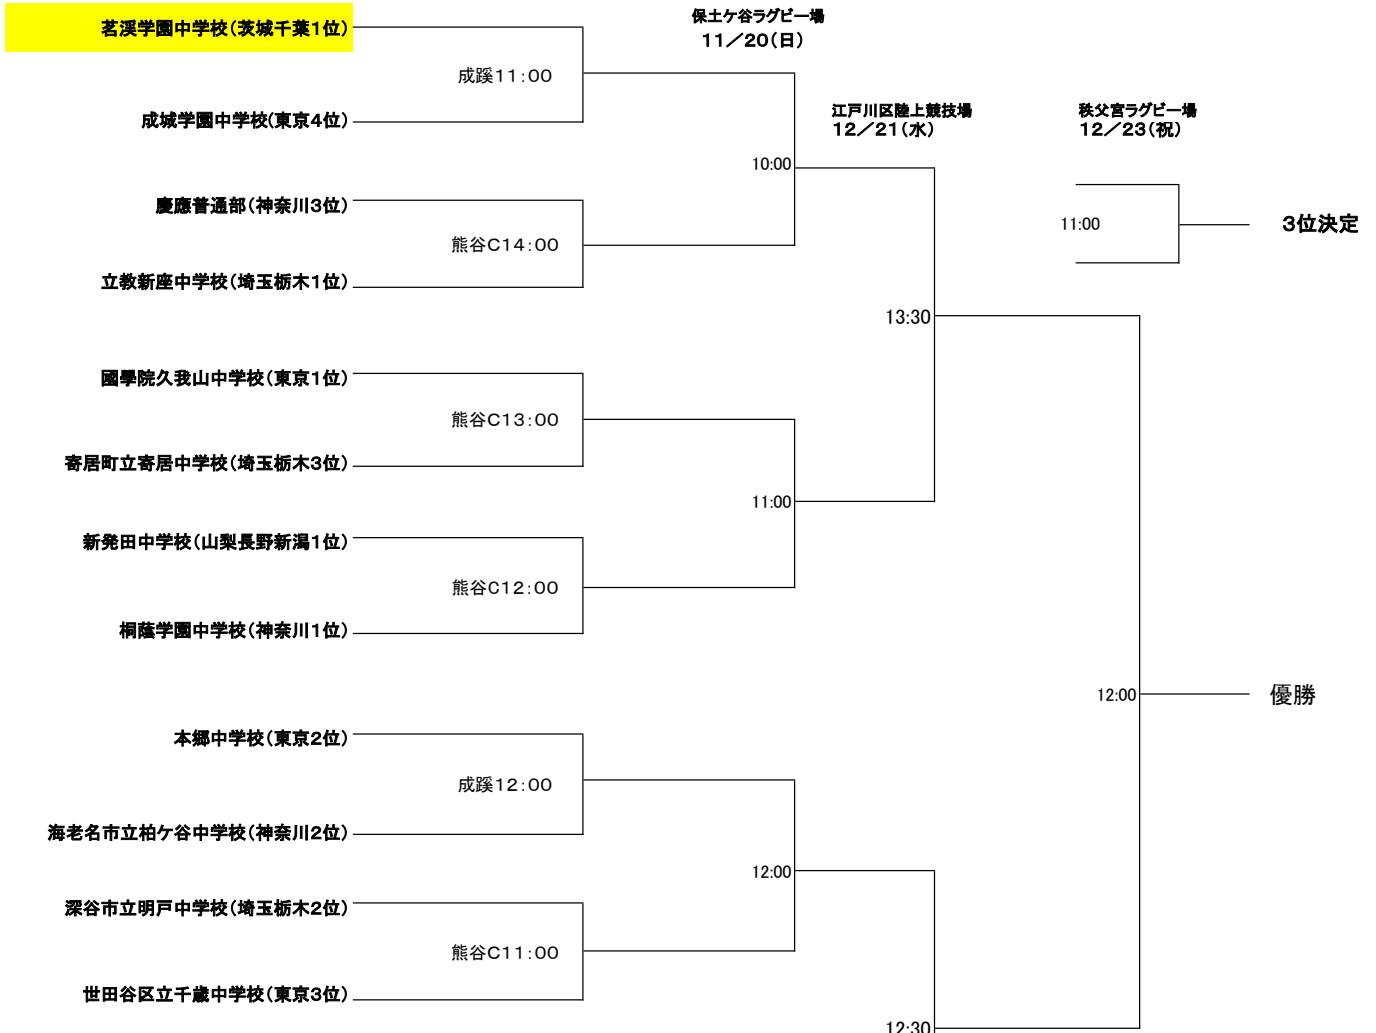 茗溪学園中学校(茨城千葉1位)
保土ケ谷ラグビー場
11/20(日)
成蹊11:00
成城学園中学校(東京4位)
江戸川区陸上競技場
12/21(水)
秩父宮ラグビー場
12/23(祝)
10:00
慶應普通部(神奈川3位)
11:00
3位決定
熊谷C14:00
立教新座中学校(埼玉栃木1位)
13:30
國學院久我山中学校(東京1位)
熊谷C13:00
寄居町立寄居中学校(埼玉栃木3位)
11:00
新発田中学校(山梨長野新潟1位)
熊谷C12:00
桐蔭学園中学校(神奈川1位)
12:00
優勝
本郷中学校(東京2位)
成蹊12:00
海老名市立柏ケ谷中学校(神奈川2位)
12:00
深谷市立明戸中学校(埼玉栃木2位)
熊谷C11:00
世田谷区立千歳中学校(東京3位)
12:30